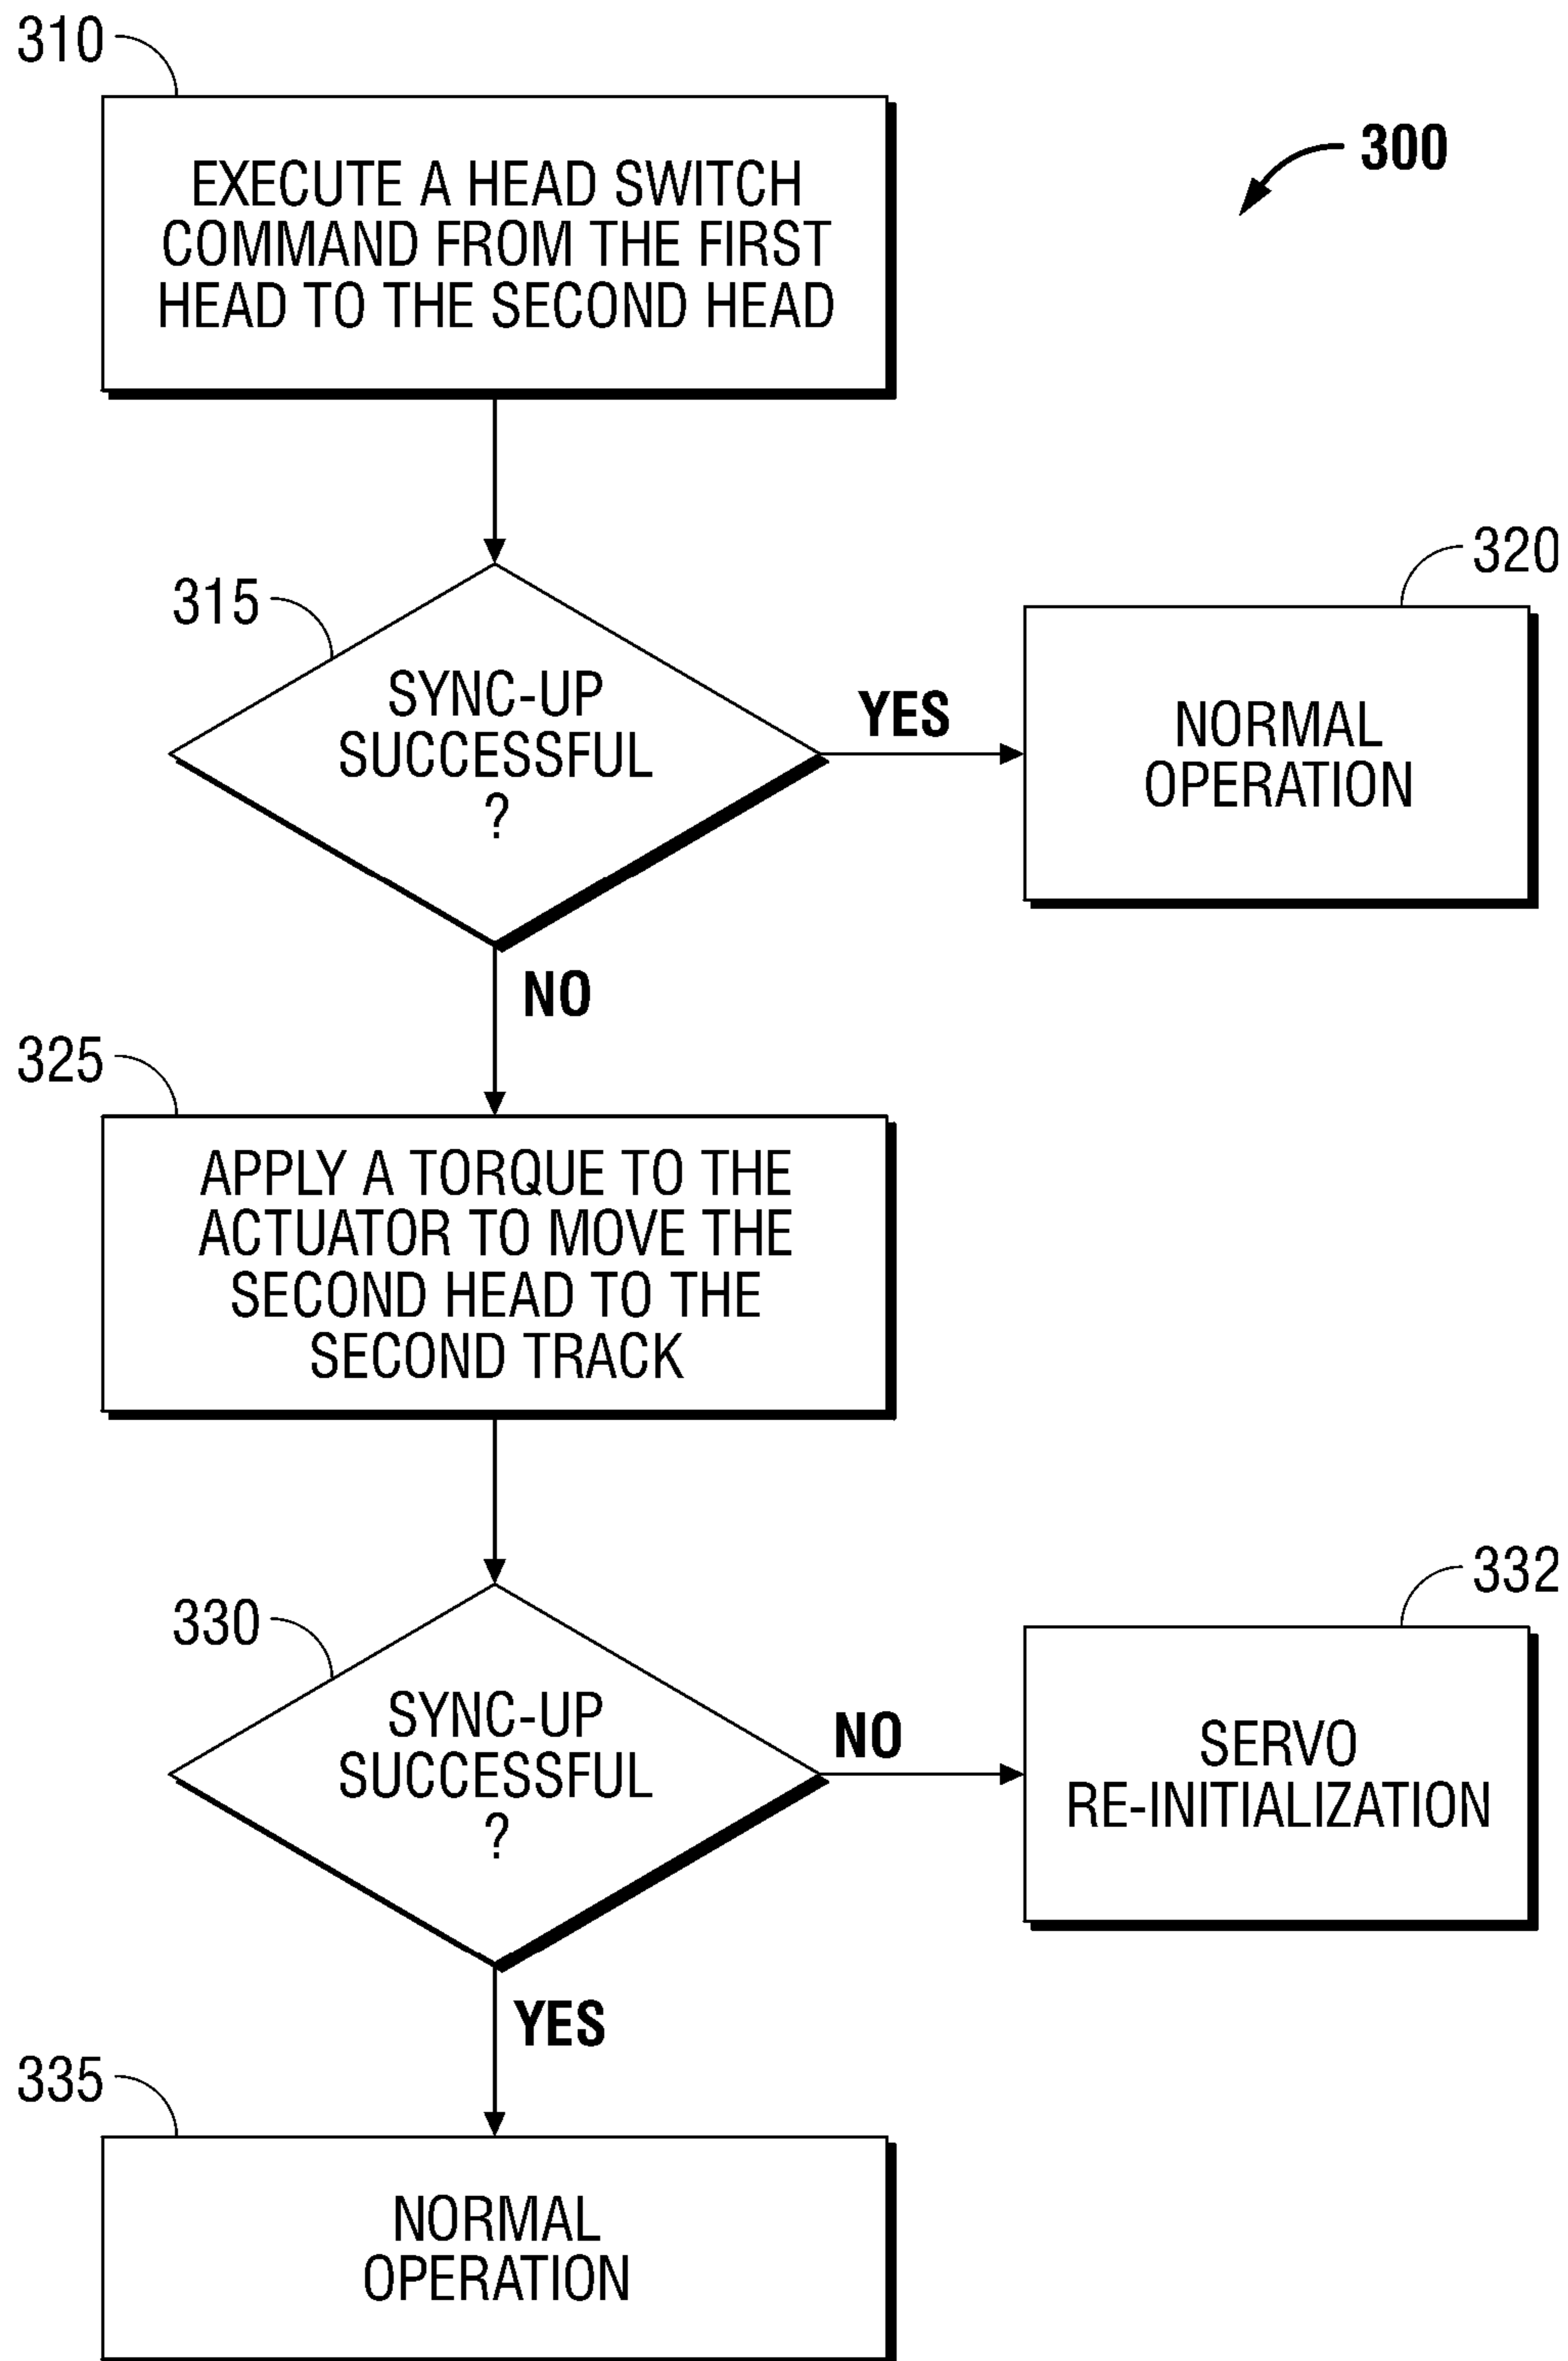 310
300
EXECUTE A HEAD SWITCH
COMMAND FROM THE FIRST
HEAD TO THE SECOND HEAD
315
SYNC-UP
SUCCESSFUL
?
YES
320
NORMAL
OPERATION
NO
325
APPLY A TORQUE TO THE
ACTUATOR TO MOVE THE
SECOND HEAD TO THE
SECOND TRACK
330
SYNC-UP
SUCCESSFUL
?
NO
332
SERVO
RE-INITIALIZATION
YES
335
NORMAL
OPERATION